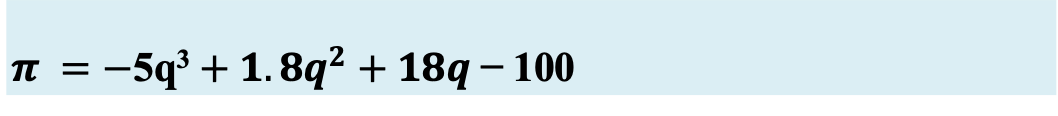 π = −5q³ + 1.8q² + 18q − 100